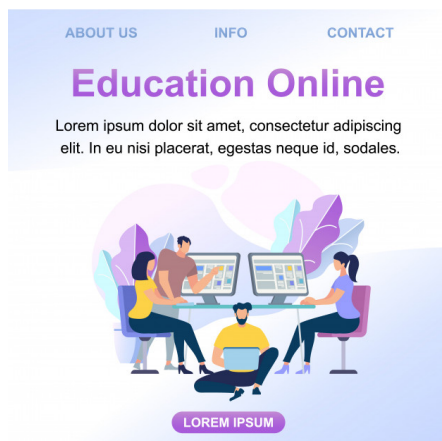 ABOUT US INFO CONTACT
Education Online
Lorem ipsum dolor sit amet, consectetur adipiscing
elit. In eu nisi placerat, egestas neque id, sodales.
LOREM IPSUM